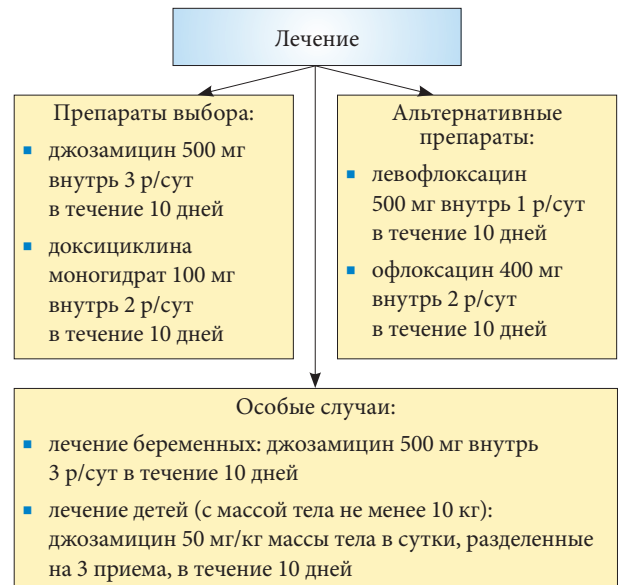 Лечение
Препараты выбора:
▪ джозамицин 500 мг
внутрь 3 р/сут
в течение 10 дней
▪ доксициклина
моногидрат 100 мг
внутрь 2 р/сут
в течение 10 дней
Альтернативные
препараты:
▪ левофлоксацин
500 мг внутрь 1 р/сут
в течение 10 дней
▪ офлоксацин 400 мг
внутрь 2 р/сут
в течение 10 дней
Особые случаи:
▪ лечение беременных: джозамицин 500 мг внутрь
3 р/сут в течение 10 дней
▪ лечение детей (с массой тела не менее 10 кг):
джозамицин 50 мг/кг массы тела в сутки, разделенные
на 3 приема, в течение 10 дней